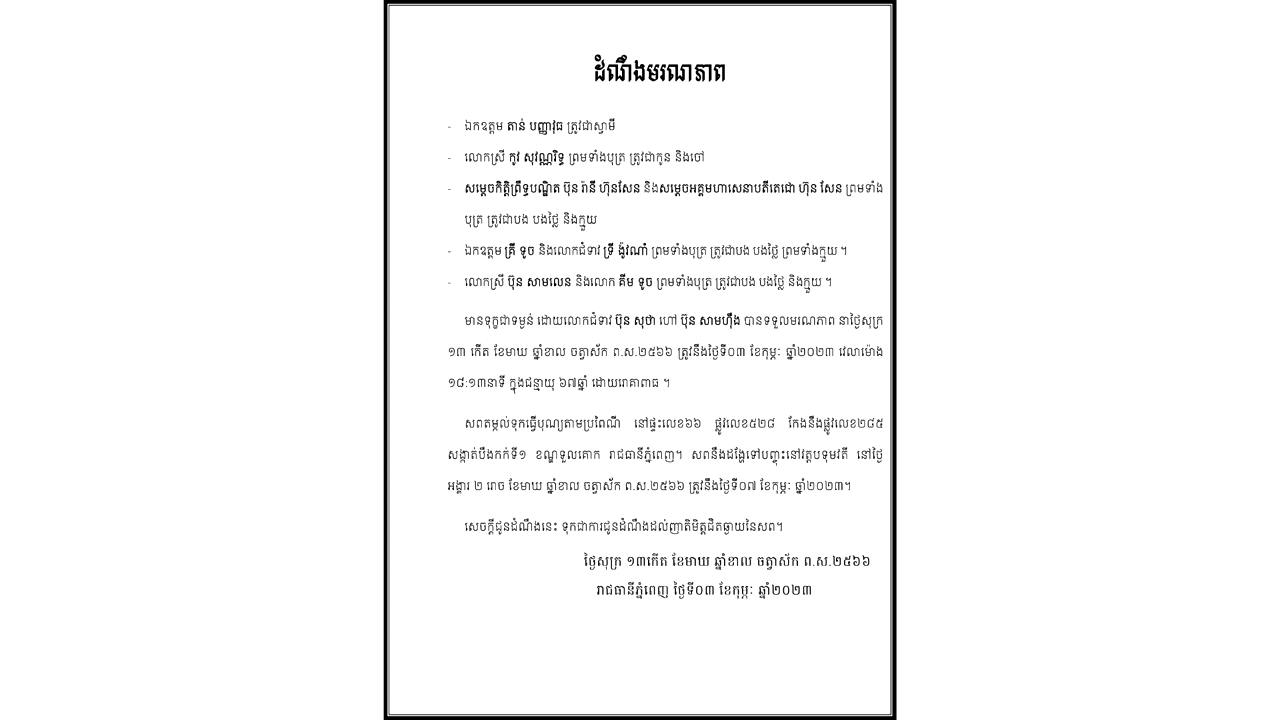 ដំណឹងមរណភាព
- ឯកឧត្តម តាន់ បញ្ញាវុធ ត្រូវជាស្វាមី
- លោកស្រី កូវ សុវណ្ណរិទ្ធ ព្រមទាំងបុត្រ ត្រូវជាកូន និងចៅ
- សម្តេចកិត្តិព្រឹទ្ធបណ្ឌិត ប៊ុន រ៉ានី ហ៊ុនសែន និងសម្តេចអគ្គមហាសេនាបតីតេជោ ហ៊ុន សែន ព្រមទាំង
បុត្រ ត្រូវជាបង បងថ្លៃ និងក្មួយ
- ឯកឧត្តម គ្រី ទូច និងលោកជំទាវ ទ្រី ង៉ូវណាំ ព្រមទាំងបុត្រ ត្រូវជាបង បងថ្លៃ ព្រមទាំងក្មួយ ។
- លោកស្រី ប៊ុន សាមលេន និងលោក គីម ទូច ព្រមទាំងបុត្រ ត្រូវជាបង បងថ្លៃ និងក្មួយ ។
មានទុក្ខជាទម្ងន់ ដោយលោកជំទាវ ប៊ុន សុថា ហៅ ប៊ុន សាមហ៊ឹង បានទទួលមរណភាព នាថ្ងៃសុក្រ
១៣ កើត ខែមាឃ ឆ្នាំខាល ចត្វាស័ក ព.ស.២៥៦៦ ត្រូវនឹងថ្ងៃទី០៣ ខែកុម្ភៈ ឆ្នាំ២០២៣ វេលាម៉ោង
១៨:១៣នាទី ក្នុងជន្មាយុ ៦៧ឆ្នាំ ដោយរោគាពាធ ។
សពតម្កល់ទុកធ្វើបុណ្យតាមប្រពៃណី នៅផ្ទះលេខ៦៦ ផ្លូវលេខ៥២៨ កែងនឹងផ្លូវលេខ២៨៥
សង្កាត់បឹងកក់ទី១ ខណ្ឌទួលគោក រាជធានីភ្នំពេញ។ សពនឹងដង្ហែទៅបញ្ចុះនៅវត្តបទុមវតី នៅថ្ងៃ
អង្គារ ២ រោច ខែមាឃ ឆ្នាំខាល ចត្វាស័ក ព.ស.២៥៦៦ ត្រូវនឹងថ្ងៃទី០៧ ខែកុម្ភៈ ឆ្នាំ២០២៣។
សេចក្តីជូនដំណឹងនេះ ទុកជាការជូនដំណឹងដល់ញាតិមិត្តជិតឆ្ងាយនៃសព។
ថ្ងៃសុក្រ ១៣កើត ខែមាឃ ឆ្នាំខាល ចត្វាស័ក ព.ស.២៥៦៦
រាជធានីភ្នំពេញ ថ្ងៃទី០៣ ខែកុម្ភៈ ឆ្នាំ២០២៣